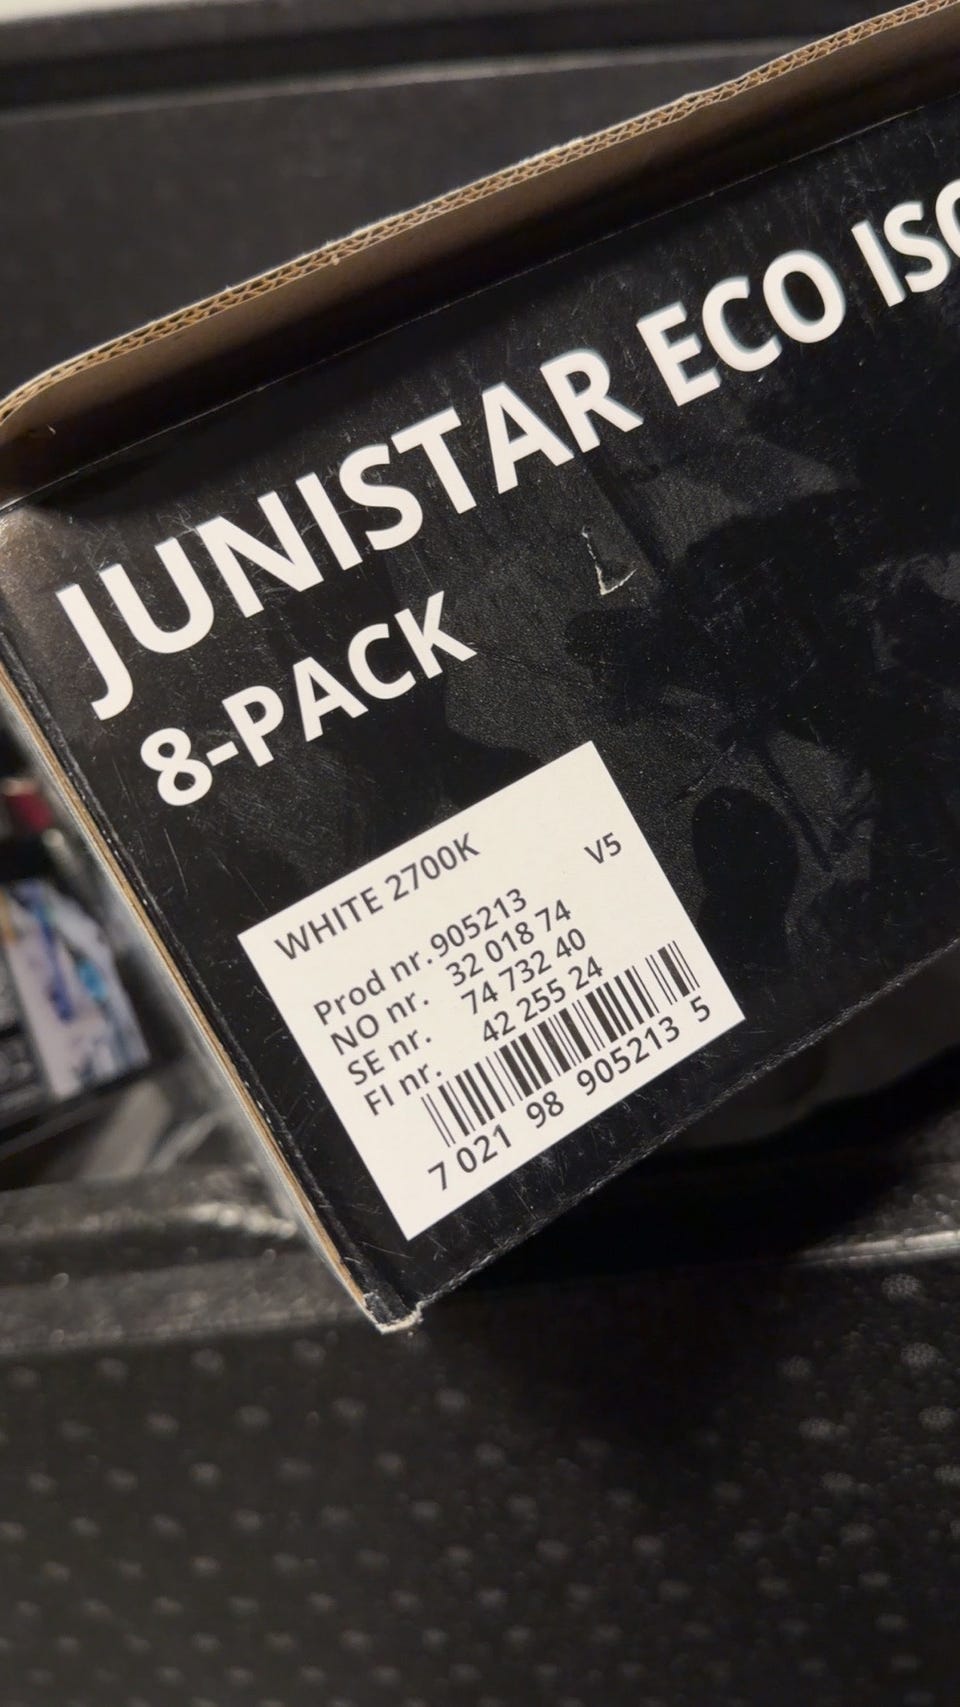 JUNISTAR ECO
8-PACK
WHITE 2700K
V5
Prod nr. 905213
NO nr. 32 018 74
SE nr. 74 732 40
FI nr. 42 255 24
7 021 98 905213 5